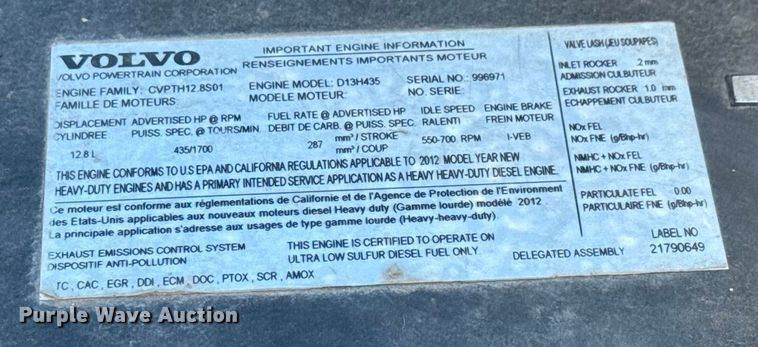 VOLVO
VOLVO POWERTRAIN CORPORATION
IMPORTANT ENGINE INFORMATION
RENSEIGNEMENTS IMPORTANTS MOTEUR
ENGINE FAMILY: CVPTH12.8S01
FAMILLE DE MOTEURS:
ENGINE MODEL: D13H435
MODELE MOTEUR:
SERIAL NO: 996971
NO. SERIE:
DISPLACEMENT
CYLINDREE
12.8 L
ADVERTISED HP @ RPM
PUISS. SPEC. @ TOURS/MIN.
435/1700
FUEL RATE @ ADVERTISED HP
DEBIT DE CARB. @ PUISS. SPEC.
287 mm³ / STROKE
mm³ / COUP
IDLE SPEED
RALENTI
550-700 RPM
ENGINE BRAKE
FREIN MOTEUR
I-VEB
THIS ENGINE CONFORMS TO U.S EPA AND CALIFORNIA REGULATIONS APPLICABLE TO 2012 MODEL YEAR NEW
HEAVY-DUTY ENGINES AND HAS A PRIMARY INTENDED SERVICE APPLICATION AS A HEAVY HEAVY-DUTY DIESEL ENGINE.
Ce moteur est conforme aux réglementations de Californie et de l'Agence de Protection de l'Environment
des Etats-Unis applicables aux nouveaux moteurs diesel Heavy duty (Gamme lourde) modélé 2012
La principale application s'adresse aux usages de type gamme lourde (Heavy-heavy-duty)
EXHAUST EMISSIONS CONTROL SYSTEM
DISPOSITIF ANTI-POLLUTION
THIS ENGINE IS CERTIFIED TO OPERATE ON
ULTRA LOW SULFUR DIESEL FUEL ONLY.
DELEGATED ASSEMBLY
TC, CAC, EGR, DDI, ECM, DOC, PTOX, SCR, AMOX
VALVE LASH (JEU SOUPAPES)
INLET ROCKER .2 mm
ADMISSION CULBUTEUR
EXHAUST ROCKER 1.0 mm
ECHAPPEMENT CULBUTEUR
NOx FEL
NOx FNE (g/Bhp-hr)
NMHC + NOx FEL
NMHC + NOx FNE (g/Bhp-hr)
PARTICULATE FEL 0.00
PARTICULAIRE FNE (g/Bhp-hr)
LABEL NO
21790649
Purple Wave Auction